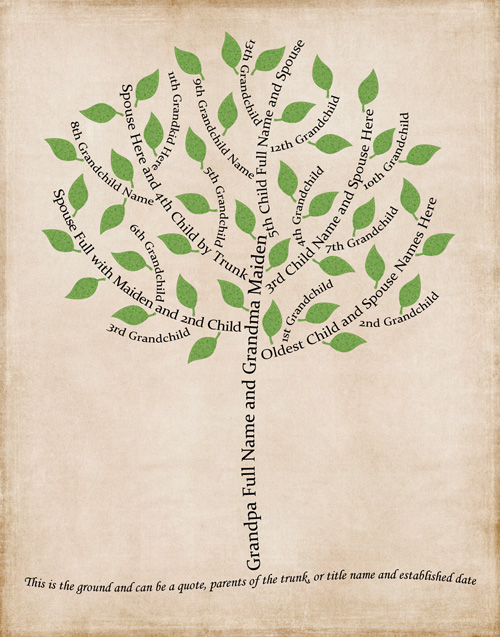 13th Grandchild
5th Child Full Name and Spouse
11th Grandkid Here
9th Grandchild Name
Spouse Here and 4th Child by Trunk
12th Grandchild
3rd Child Name and Spouse Here
10th Grandchild
8th Grandchild Name
5th Grandchild
4th Grandchild
7th Grandchild
Spouse Full with Maiden and 2nd Child
6th Grandchild
Oldest Child and Spouse Names Here
1st Grandchild
2nd Grandchild
3rd Grandchild
Grandpa Full Name and Grandma Maiden
This is the ground and can be a quote, parents of the trunk, or title name and established date